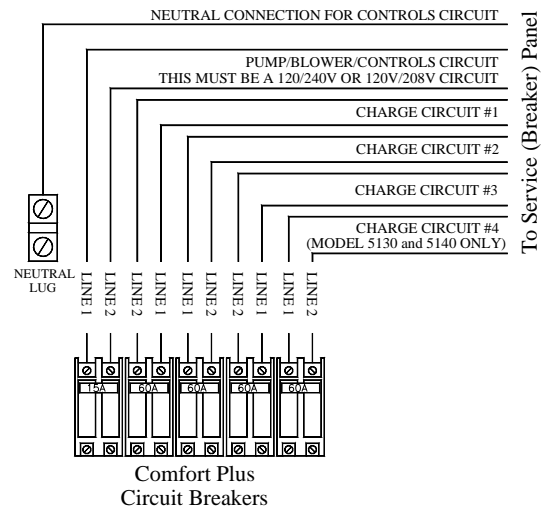 NEUTRAL CONNECTION FOR CONTROLS CIRCUIT
PUMP/BLOWER/CONTROLS CIRCUIT
THIS MUST BE A 120/240V OR 120V/208V CIRCUIT
CHARGE CIRCUIT #1
CHARGE CIRCUIT #2
CHARGE CIRCUIT #3
CHARGE CIRCUIT #4
(MODEL 5130 and 5140 ONLY)
To Service (Breaker) Panel
NEUTRAL
LUG
LINE 1
LINE 2
LINE 2
LINE 1
LINE 1
LINE 2
LINE 2
LINE 1
LINE 1
LINE 2
15A
60A
60A
60A
60A
Comfort Plus
Circuit Breakers